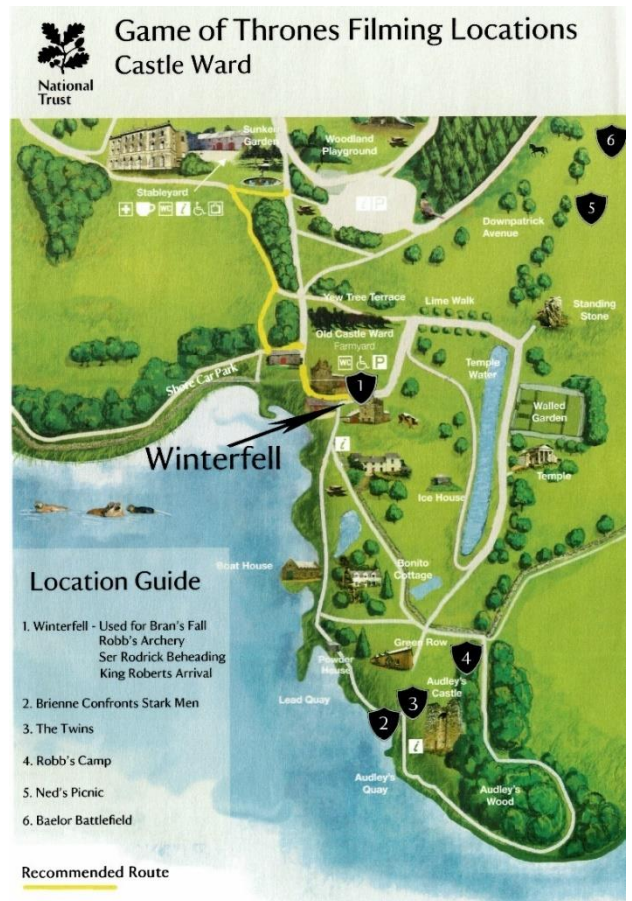 Game of Thrones Filming Locations
Castle Ward
National
Trust
Sunken
Garden
Woodland
Playground
6
Stableyard
WC i
i P
5
Downpatrick
Avenue
Yew Tree Terrace
Lime Walk
Standing
Stone
Old Castle Ward
Farmyard
WC P
Temple
Water
Shore Car Park
1
Walled
Garden
Winterfell
i
Temple
Ice House
Boat House
Bonito
Cottage
Green Row
4
Powder
House
Audley's
Castle
Lead Quay
3
2
i
Audley's
Quay
Audley's
Wood
Location Guide
1. Winterfell - Used for Bran's Fall
Robb's Archery
Ser Rodrick Beheading
King Roberts Arrival
2. Brienne Confronts Stark Men
3. The Twins
4. Robb's Camp
5. Ned's Picnic
6. Baelor Battlefield
Recommended Route